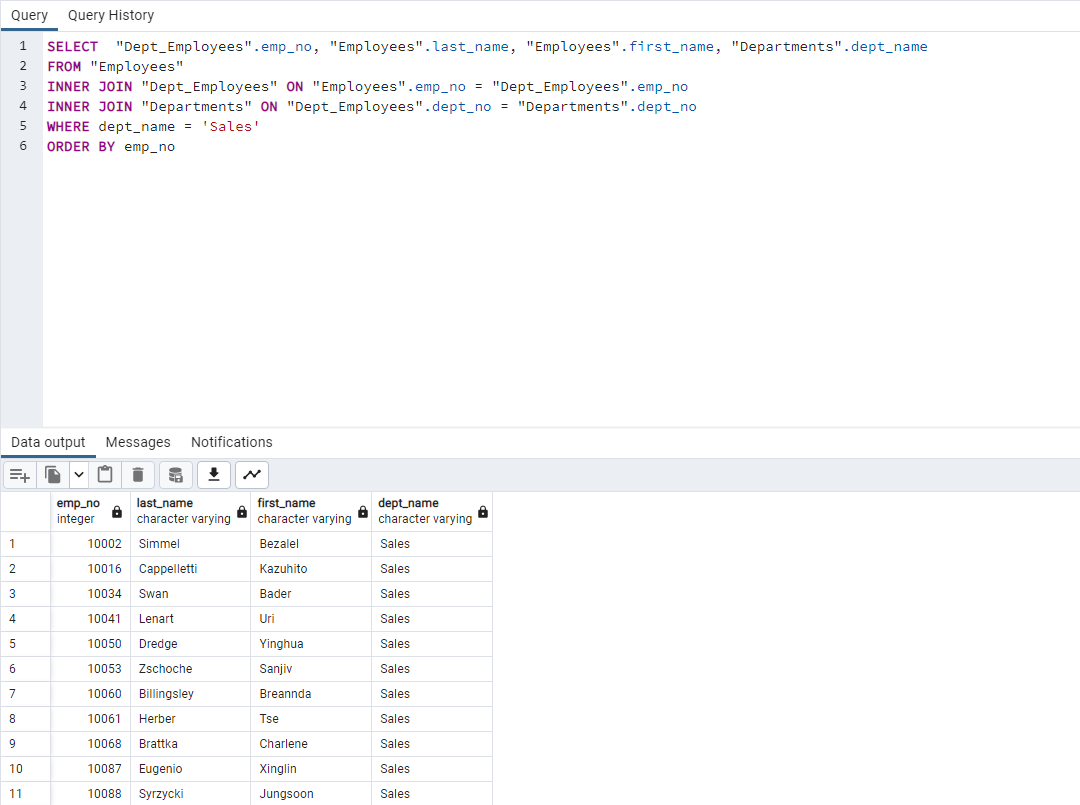 Query Query History
1 SELECT "Dept_Employees".emp_no, "Employees".last_name, "Employees".first_name, "Departments".dept_name
2 FROM "Employees"
3 INNER JOIN "Dept_Employees" ON "Employees".emp_no = "Dept_Employees".emp_no
4 INNER JOIN "Departments" ON "Dept_Employees".dept_no = "Departments".dept_no
5 WHERE dept_name = 'Sales'
6 ORDER BY emp_no
Data output Messages Notifications
emp_no last_name first_name dept_name
integer character varying character varying character varying
1 10002 Simmel Bezalel Sales
2 10016 Cappelletti Kazuhito Sales
3 10034 Swan Bader Sales
4 10041 Lenart Uri Sales
5 10050 Dredge Yinghua Sales
6 10053 Zschoche Sanjiv Sales
7 10060 Billingsley Breannda Sales
8 10061 Herber Tse Sales
9 10068 Brattka Charlene Sales
10 10087 Eugenio Xinglin Sales
11 10088 Syrzycki Jungsoon Sales